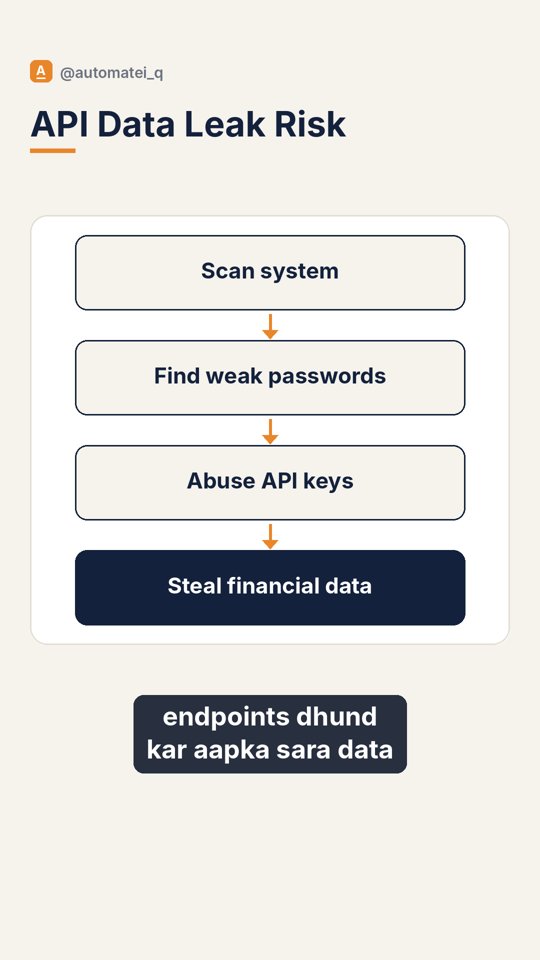 A
@automatei_q
API Data Leak Risk
Scan system
Find weak passwords
Abuse API keys
Steal financial data
endpoints dhund
kar aapka sara data